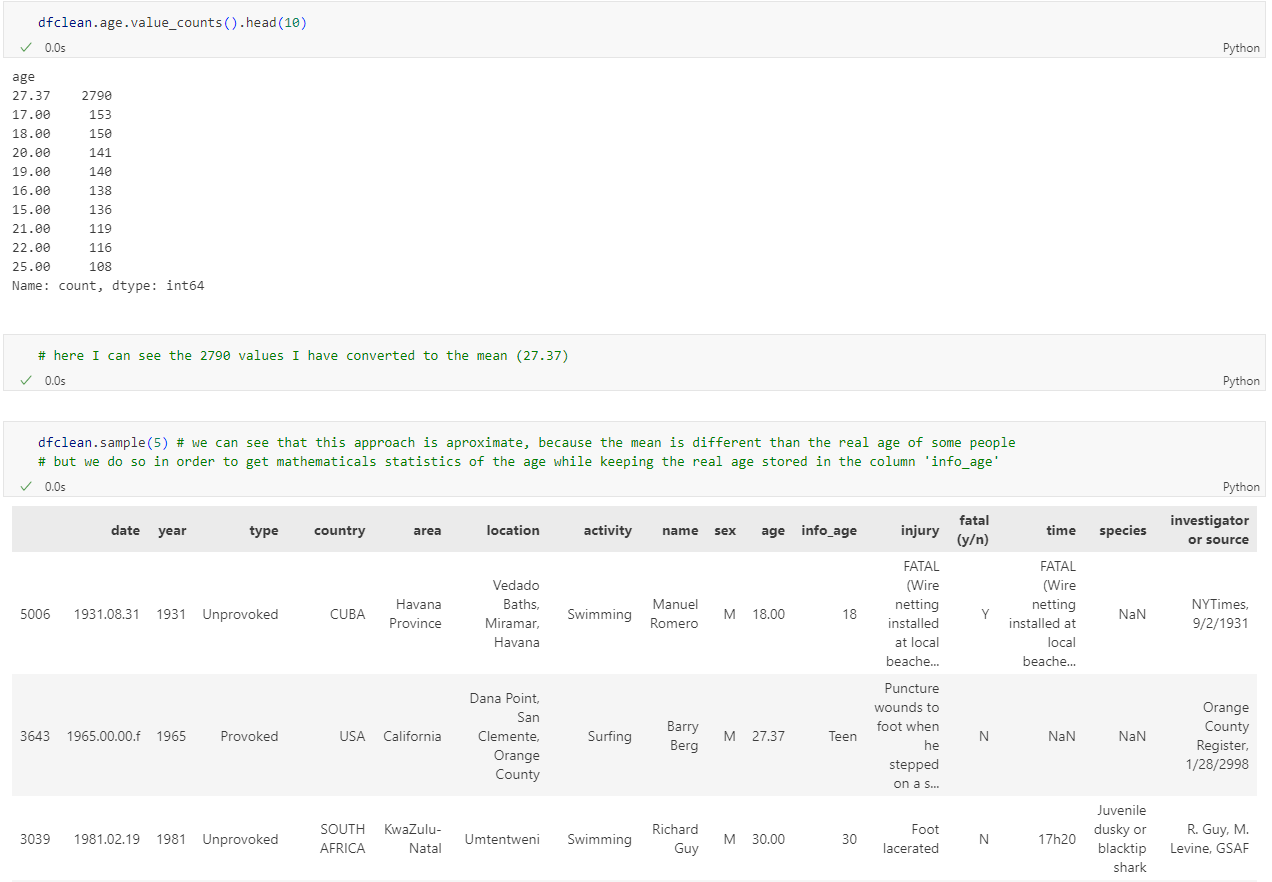 dfclean.age.value_counts().head(10)
0.0s
Python
age
27.37 2790
17.00 153
18.00 150
20.00 141
19.00 140
16.00 138
15.00 136
21.00 119
22.00 116
25.00 108
Name: count, dtype: int64
# here I can see the 2790 values I have converted to the mean (27.37)
0.0s
Python
dfclean.sample(5) # we can see that this approach is aproximate, because the mean is different than the real age of some people
# but we do so in order to get mathematicals statistics of the age while keeping the real age stored in the column 'info_age'
0.0s
Python
date year type country area location activity name sex age info_age injury fatal (y/n) time species investigator or source
5006 1931.08.31 1931 Unprovoked CUBA Havana Province Vedado Baths, Miramar, Havana Swimming Manuel Romero M 18.00 18 FATAL (Wire netting installed at local beache... Y FATAL (Wire netting installed at local beache... NaN NYTimes, 9/2/1931
3643 1965.00.00.f 1965 Provoked USA California Dana Point, San Clemente, Orange County Surfing Barry Berg M 27.37 Teen Puncture wounds to foot when he stepped on a s... N NaN NaN Orange County Register, 1/28/2998
3039 1981.02.19 1981 Unprovoked SOUTH AFRICA KwaZulu-Natal Umtentweni Swimming Richard Guy M 30.00 30 Foot lacerated N 17h20 Juvenile dusky or blacktip shark R. Guy, M. Levine, GSAF